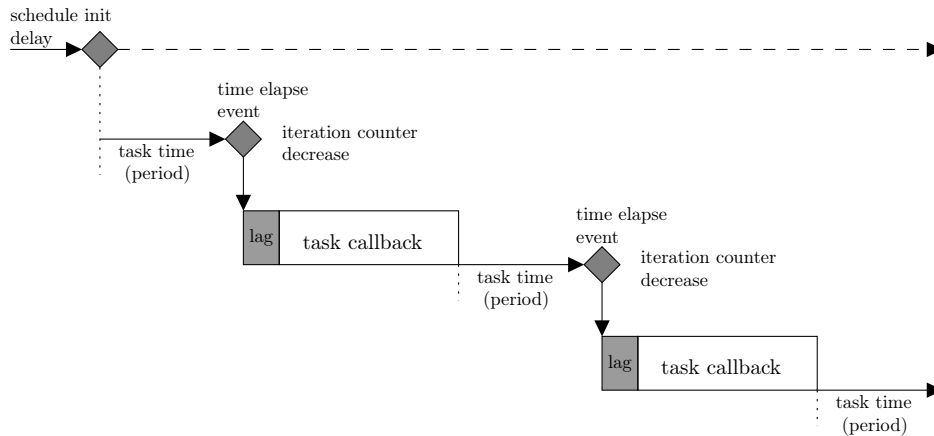 schedule init
delay
time elapse
event
iteration counter
decrease
task time
(period)
lag
task callback
time elapse
event
iteration counter
decrease
task time
(period)
lag
task callback
task time
(period)